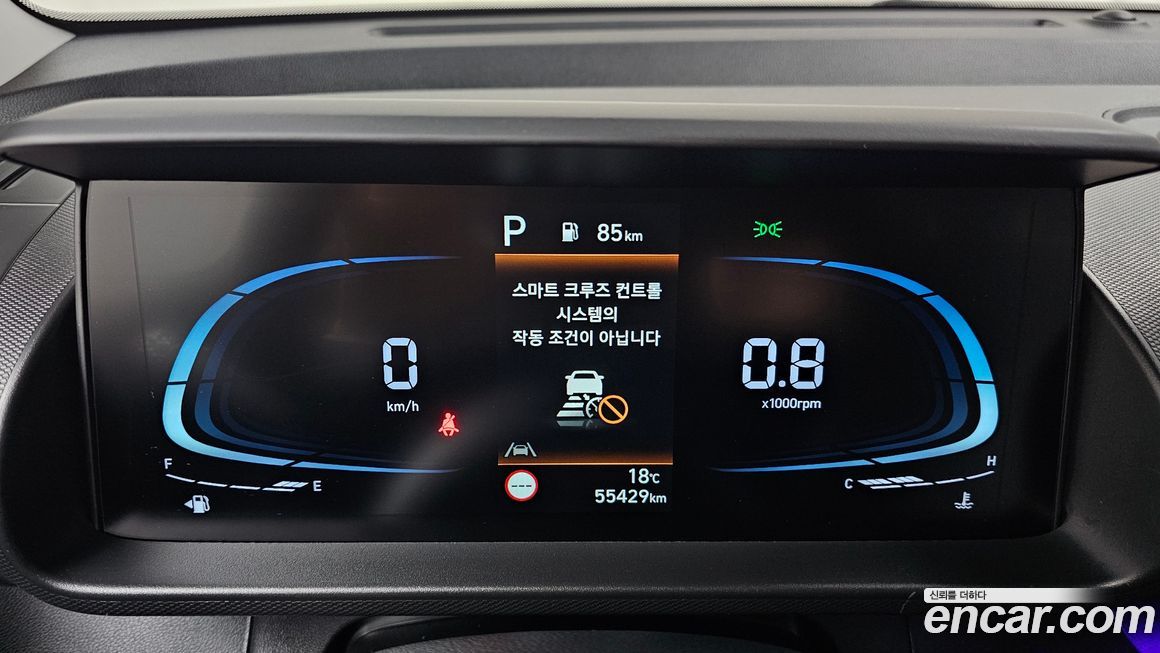 P 85km
스마트 크루즈 컨트롤
시스템의
작동 조건이 아닙니다
0
km/h
0.8
x1000rpm
F
E
C
H
---
18℃
55429km
신뢰를 더하다
encar.com